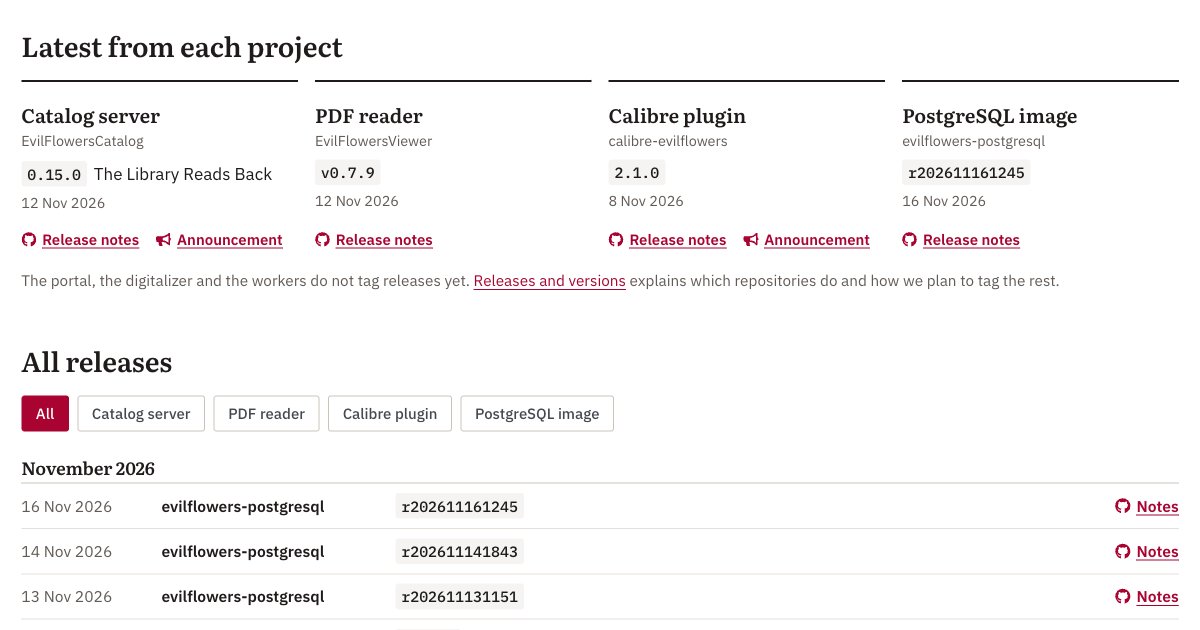 Latest from each project
Catalog server
EvilFlowersCatalog
0.15.0 The Library Reads Back
12 Nov 2026
Release notes Announcement
PDF reader
EvilFlowersViewer
v0.7.9
12 Nov 2026
Release notes
Calibre plugin
calibre-evilflowers
2.1.0
8 Nov 2026
Release notes Announcement
PostgreSQL image
evilflowers-postgresql
r202611161245
16 Nov 2026
Release notes
The portal, the digitalizer and the workers do not tag releases yet. Releases and versions explains which repositories do and how we plan to tag the rest.
All releases
All Catalog server PDF reader Calibre plugin PostgreSQL image
November 2026
16 Nov 2026 evilflowers-postgresql r202611161245 Notes
14 Nov 2026 evilflowers-postgresql r202611141843 Notes
13 Nov 2026 evilflowers-postgresql r202611131151 Notes